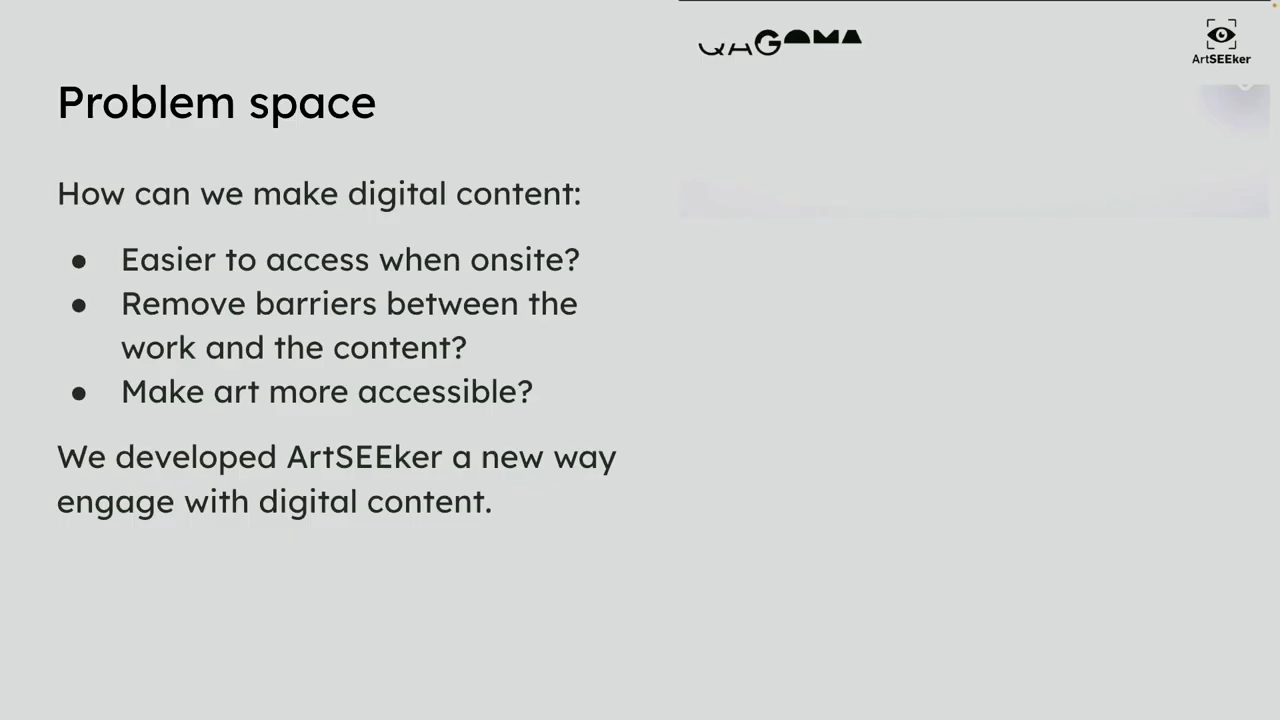 QAGOMA
ArtSEEker
Problem space
How can we make digital content:
● Easier to access when onsite?
● Remove barriers between the
work and the content?
● Make art more accessible?
We developed ArtSEEker a new way
engage with digital content.